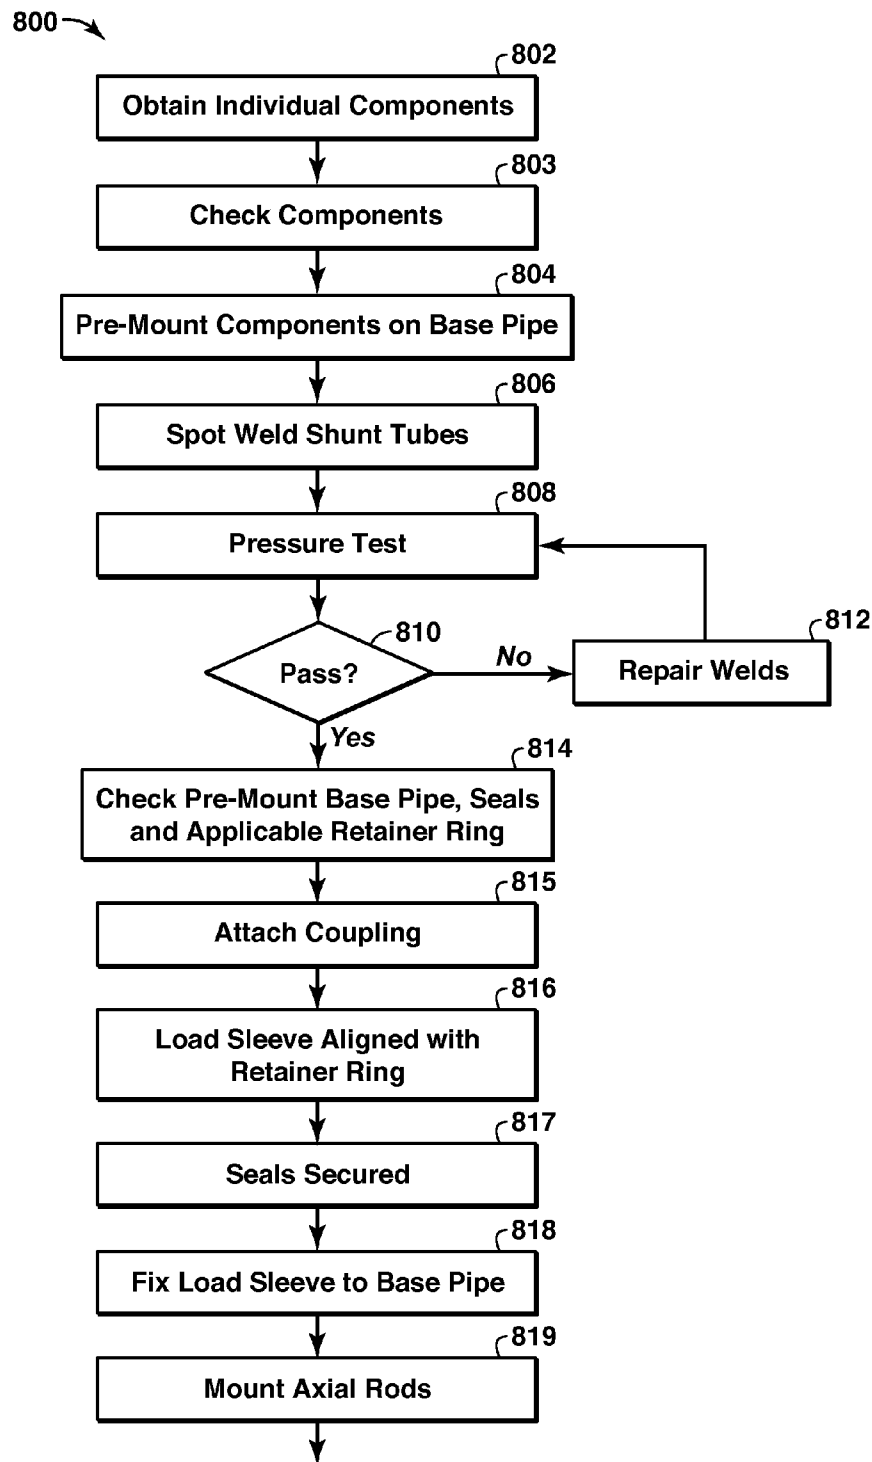 800
802
Obtain Individual Components
803
Check Components
804
Pre-Mount Components on Base Pipe
806
Spot Weld Shunt Tubes
808
Pressure Test
810
Pass?
No
812
Repair Welds
Yes
814
Check Pre-Mount Base Pipe, Seals
and Applicable Retainer Ring
815
Attach Coupling
816
Load Sleeve Aligned with
Retainer Ring
817
Seals Secured
818
Fix Load Sleeve to Base Pipe
819
Mount Axial Rods